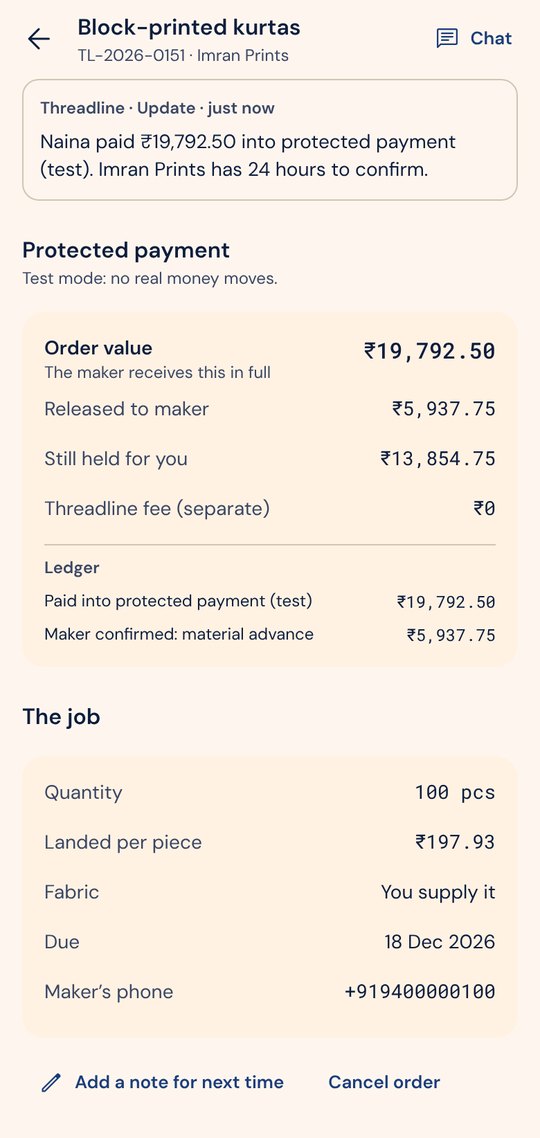 Block-printed kurtas
TL-2026-0151 · Imran Prints
Chat
Threadline · Update · just now
Naina paid ₹19,792.50 into protected payment
(test). Imran Prints has 24 hours to confirm.
Protected payment
Test mode: no real money moves.
Order value ₹19,792.50
The maker receives this in full
Released to maker ₹5,937.75
Still held for you ₹13,854.75
Threadline fee (separate) ₹0
Ledger
Paid into protected payment (test) ₹19,792.50
Maker confirmed: material advance ₹5,937.75
The job
Quantity 100 pcs
Landed per piece ₹197.93
Fabric You supply it
Due 18 Dec 2026
Maker’s phone +919400000100
Add a note for next time Cancel order